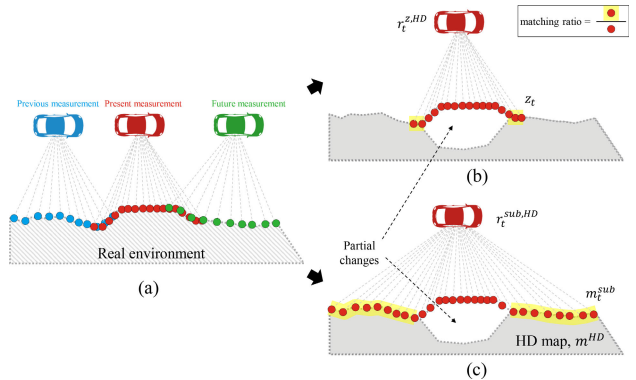 r_t^{z,HD}
matching ratio =
Previous measurement
Present measurement
Future measurement
z_t
(b)
Real environment
(a)
r_t^{sub,HD}
Partial
changes
m_t^{sub}
HD map, m^{HD}
(c)